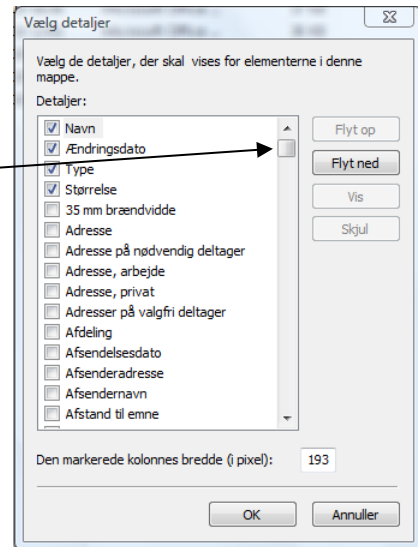 Vælg detaljer
Vælg de detaljer, der skal vises for elementerne i denne
mappe.
Detaljer:
Navn
Ændringsdato
Type
Størrelse
35 mm brændvidde
Adresse
Adresse på nødvendig deltager
Adresse, arbejde
Adresse, privat
Adresser på valgfri deltager
Afdeling
Afsendelsesdato
Afsenderadresse
Afsendernavn
Afstand til emne
Flyt op
Flyt ned
Vis
Skjul
Den markerede kolonnes bredde (i pixel): 193
OK Annuller